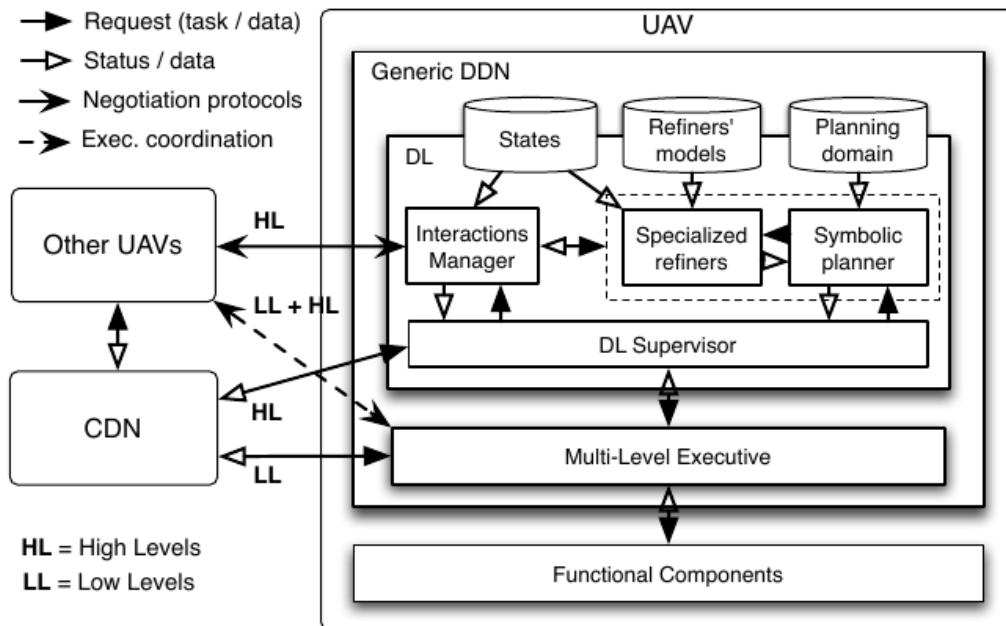 Request (task / data)
Status / data
Negotiation protocols
Exec. coordination
UAV
Generic DDN
States
Refiners'
models
Planning
domain
DL
Other UAVs
HL
Interactions
Manager
Specialized
refiners
Symbolic
planner
LL + HL
DL Supervisor
CDN
HL
LL
Multi-Level Executive
HL = High Levels
LL = Low Levels
Functional Components